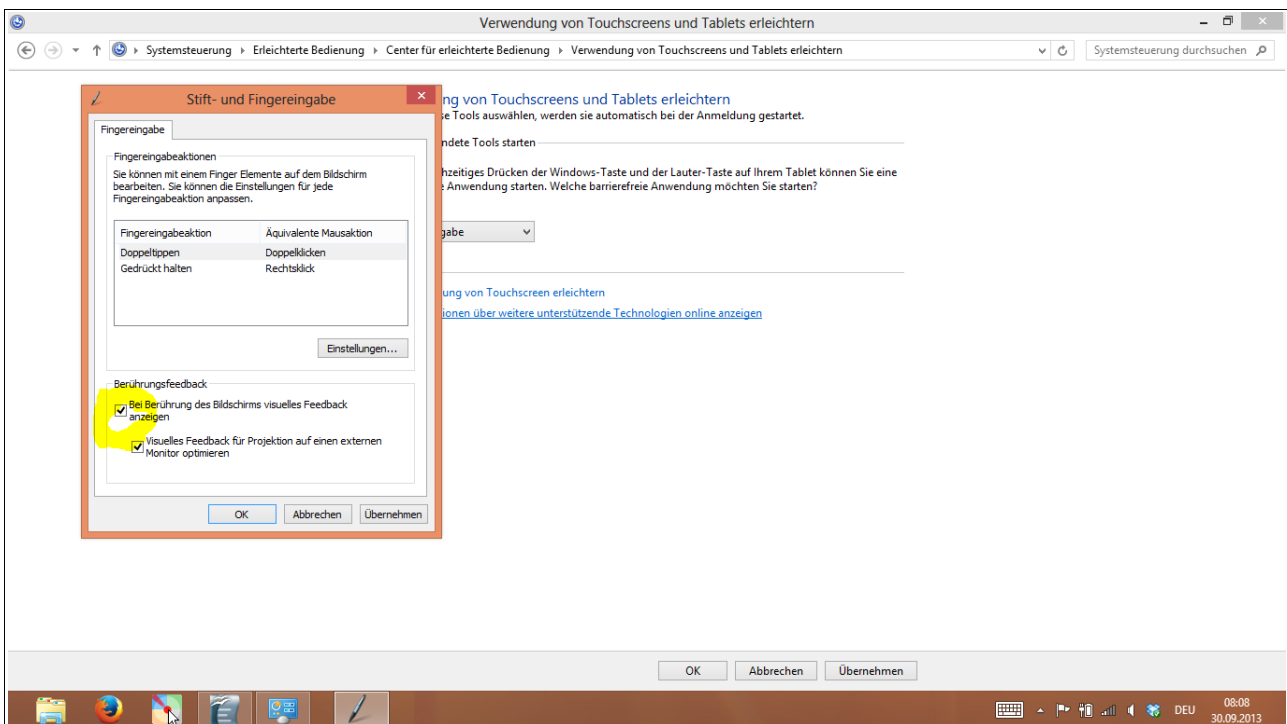 Verwendung von Touchscreens und Tablets erleichtern
Systemsteuerung Erleichterte Bedienung Center für erleichterte Bedienung Verwendung von Touchscreens und Tablets erleichtern
Systemsteuerung durchsuchen
Stift- und Fingereingabe
Fingereingabe
Fingereingabeaktionen
Sie können mit einem Finger Elemente auf dem Bildschirm
bearbeiten. Sie können die Einstellungen für jede
Fingereingabeaktion anpassen.
Fingereingabeaktion Äquivalente Mausaktion
Doppeltippen Doppelklicken
Gedrückt halten Rechtsklick
Einstellungen...
Berührungsfeedback
Bei Berührung des Bildschirms visuelles Feedback
anzeigen
Visuelles Feedback für Projektion auf einen externen
Monitor optimieren
OK Abbrechen Übernehmen
ng von Touchscreens und Tablets erleichtern
se Tools auswählen, werden sie automatisch bei der Anmeldung gestartet.
ndete Tools starten
hzeitiges Drücken der Windows-Taste und der Lauter-Taste auf Ihrem Tablet können Sie eine
e Anwendung starten. Welche barrierefreie Anwendung möchten Sie starten?
gabe
ung von Touchscreen erleichtern
ionen über weitere unterstützende Technologien online anzeigen
OK Abbrechen Übernehmen
DEU
08:08
30.09.2013